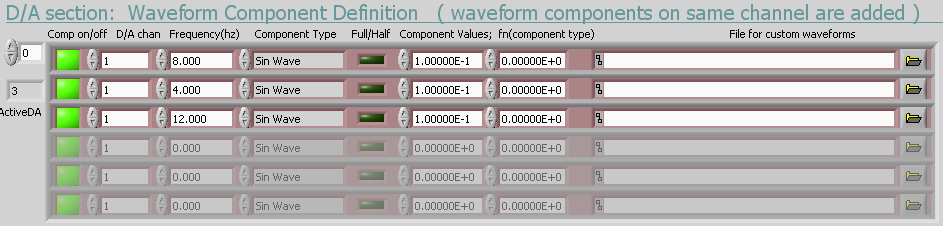 D/A section:  Waveform Component Definition   ( waveform components on same channel are added )
Comp on/off D/A chan Frequency(hz) Component Type Full/Half Component Values; fn(component type) File for custom waveforms
0 1 8.000 Sin Wave 1.00000E-1 0.00000E+0
3 1 4.000 Sin Wave 1.00000E-1 0.00000E+0
ActiveDA 1 12.000 Sin Wave 1.00000E-1 0.00000E+0
1 0.000 Sin Wave 0.00000E+0 0.00000E+0
1 0.000 Sin Wave 0.00000E+0 0.00000E+0
1 0.000 Sin Wave 0.00000E+0 0.00000E+0